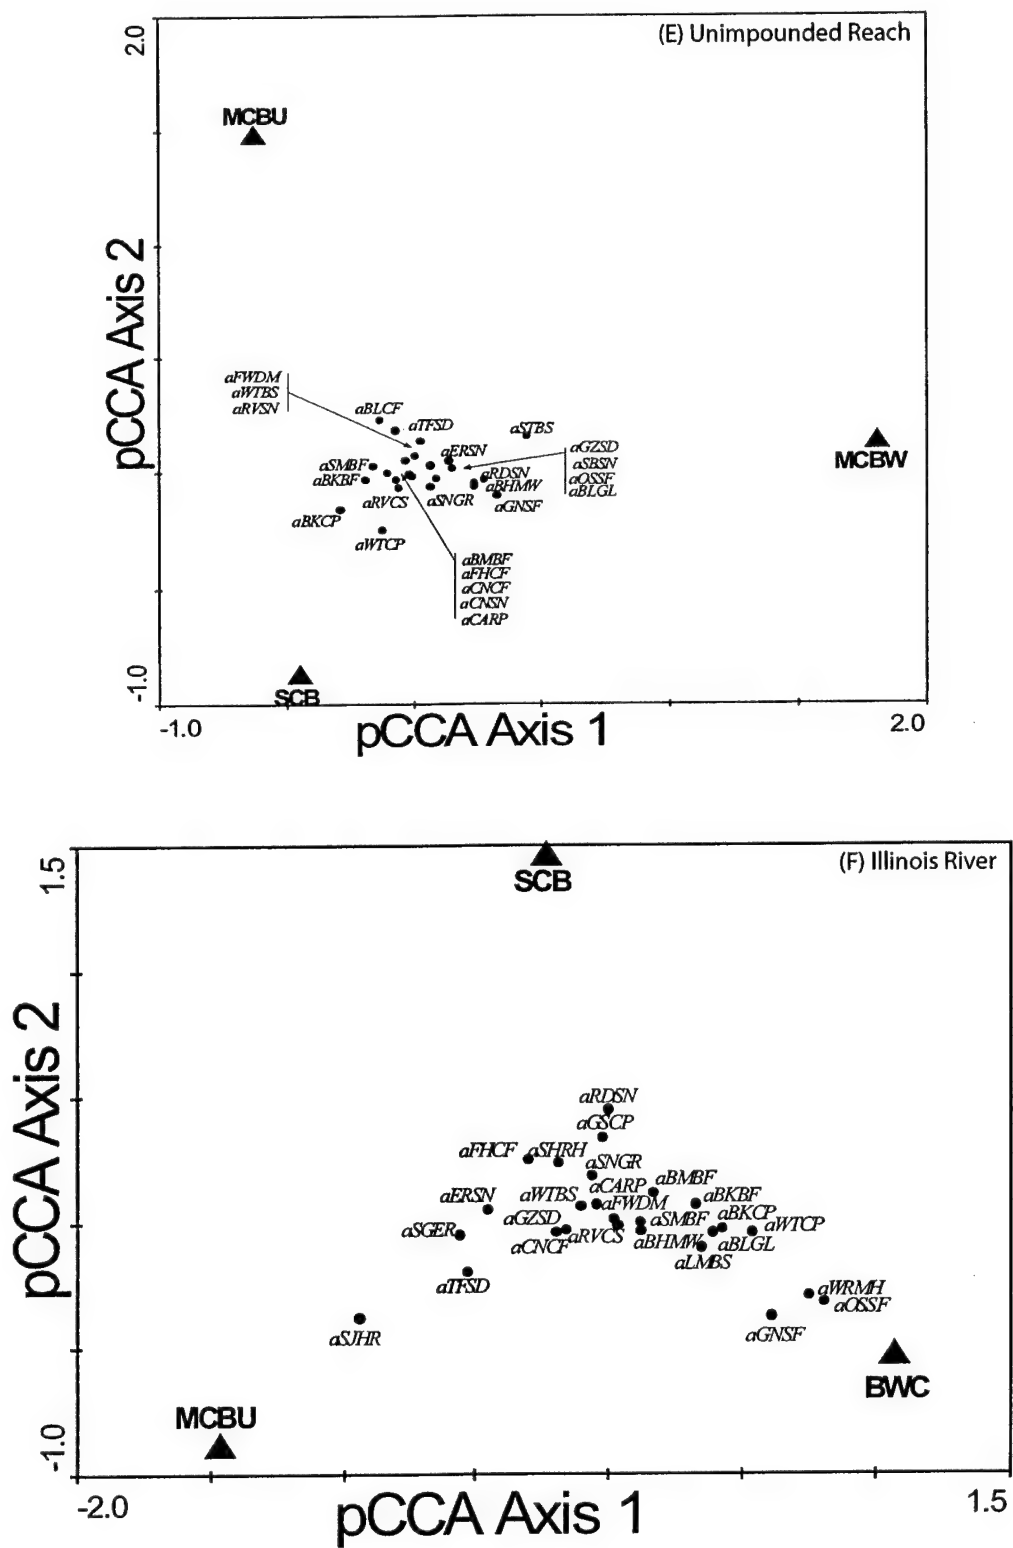 (E) Unimpounded Reach
2.0
MCBU
pCCA Axis 2
aFWDM
aWTBS
aRVSN
aBLCF
aTFSD
aSTBS
aERSN
aGZSD
aSBSN
aOSSF
aBLGL
MCBW
aSMBF
aBKBF
aRDSN
aBHMW
aRVCS
aSNGR
aGNSF
aBKCP
aWTCP
aBMBF
aFHCF
aCNCF
aCNSN
aCARP
-1.0
SCB
-1.0
pCCA Axis 1
2.0
(F) Illinois River
1.5
SCB
pCCA Axis 2
aRDSN
aGSCP
aFHCF
aSHRH
aSNGR
aCARP
aBMBF
aERSN
aWTBS
aFWDM
aBKBF
aSGER
aGZSD
aSMBF
aBKCP
aWTCP
aCNCF
aRVCS
aBHMW
aBLGL
aLMBS
aTFSD
aWRMH
aOSSF
aSJHR
aGNSF
BWC
MCBU
-1.0
-2.0
pCCA Axis 1
1.5